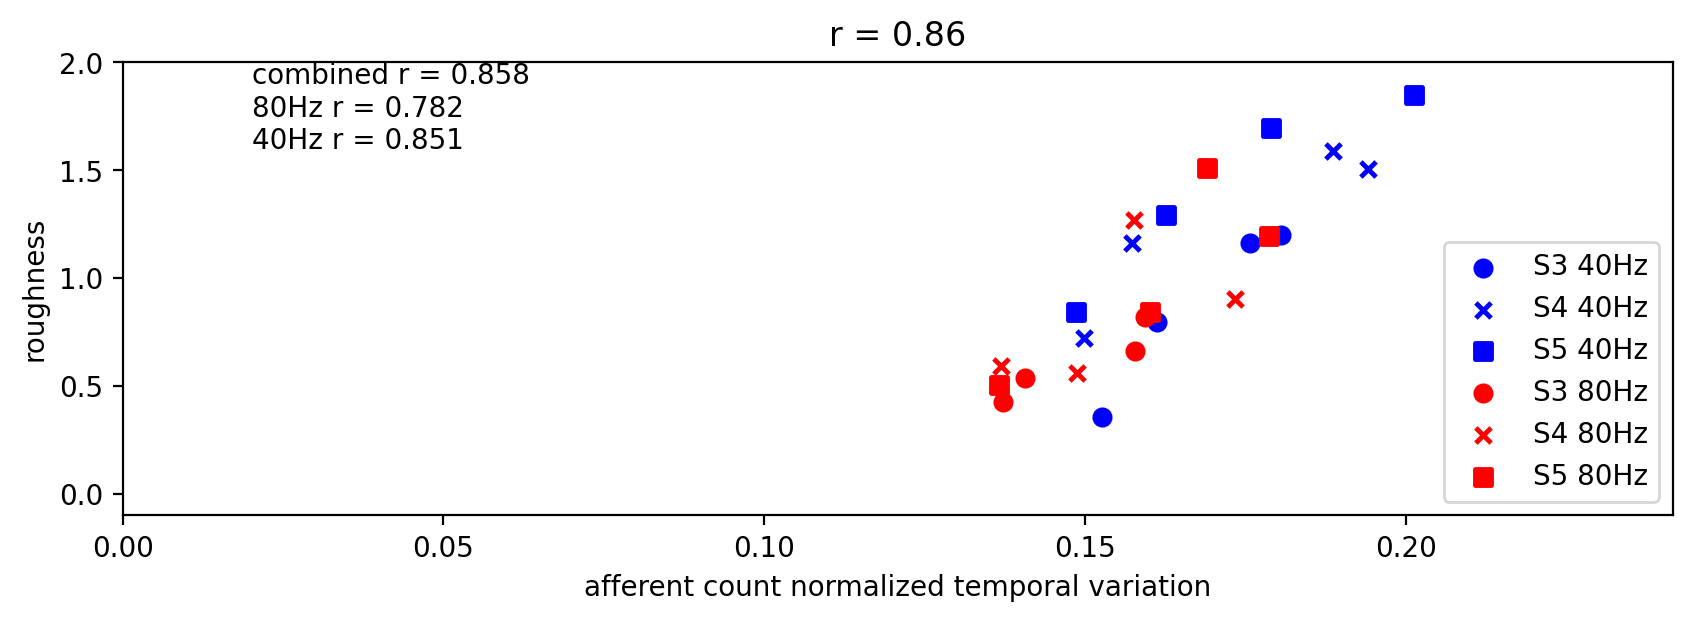 r = 0.86
combined r = 0.858
80Hz r = 0.782
40Hz r = 0.851
roughness
2.0
1.5
1.0
0.5
0.0
S3 40Hz
S4 40Hz
S5 40Hz
S3 80Hz
S4 80Hz
S5 80Hz
0.00 0.05 0.10 0.15 0.20
afferent count normalized temporal variation